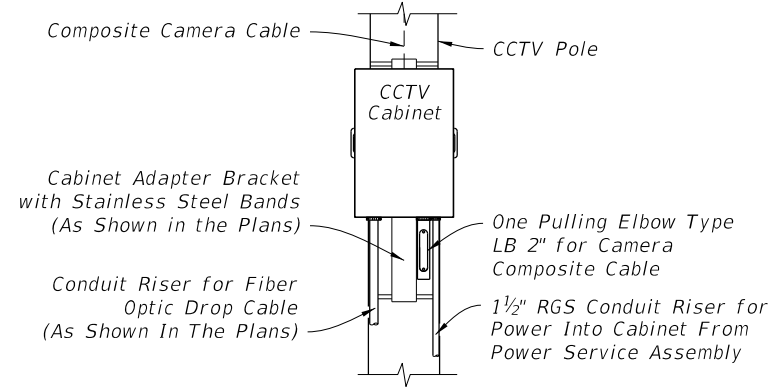 Composite Camera Cable
CCTV Pole
CCTV
Cabinet
Cabinet Adapter Bracket
with Stainless Steel Bands
(As Shown in the Plans)
One Pulling Elbow Type
LB 2" for Camera
Composite Cable
Conduit Riser for Fiber
Optic Drop Cable
(As Shown In The Plans)
1½" RGS Conduit Riser for
Power Into Cabinet From
Power Service Assembly